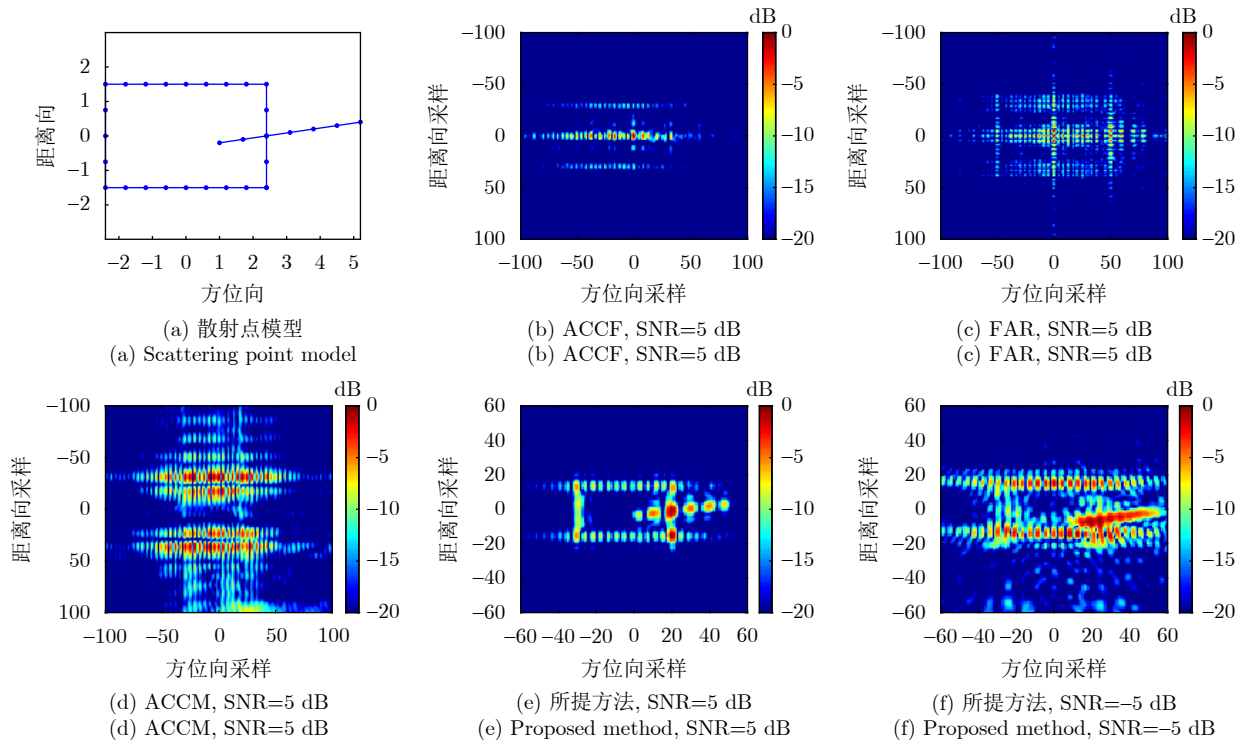 2
1
0
−1
−2
距离向
−2 −1 0 1 2 3 4 5
方位向
(a) 散射点模型
(a) Scattering point model
dB
−100
−50
0
50
100
距离向采样
−100 −50 0 50 100
方位向采样
0
−5
−10
−15
−20
(b) ACCF, SNR=5 dB
(b) ACCF, SNR=5 dB
dB
−100
−50
0
50
100
距离向采样
−100 −50 0 50 100
方位向采样
0
−5
−10
−15
−20
(c) FAR, SNR=5 dB
(c) FAR, SNR=5 dB
dB
−100
−50
0
50
100
距离向采样
−100 −50 0 50 100
方位向采样
0
−5
−10
−15
−20
(d) ACCM, SNR=5 dB
(d) ACCM, SNR=5 dB
dB
60
40
20
0
−20
−40
−60
距离向采样
−60 −40 −20 0 20 40 60
方位向采样
0
−5
−10
−15
−20
(e) 所提方法, SNR=5 dB
(e) Proposed method, SNR=5 dB
dB
60
40
20
0
−20
−40
−60
距离向采样
−60 −40 −20 0 20 40 60
方位向采样
0
−5
−10
−15
−20
(f) 所提方法, SNR=−5 dB
(f) Proposed method, SNR=−5 dB